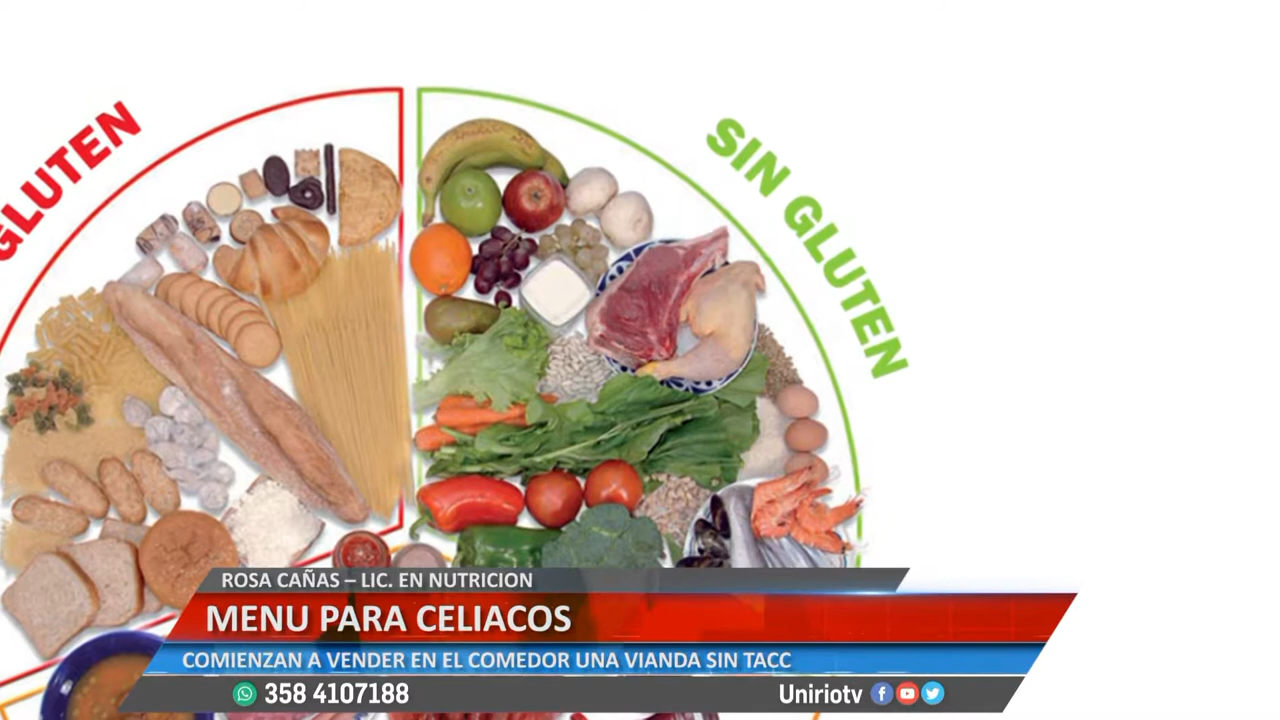 GLUTEN
SIN GLUTEN
ROSA CAÑAS – LIC. EN NUTRICION
MENU PARA CELIACOS
COMIENZAN A VENDER EN EL COMEDOR UNA VIANDA SIN TACC
358 4107188
Unriotv